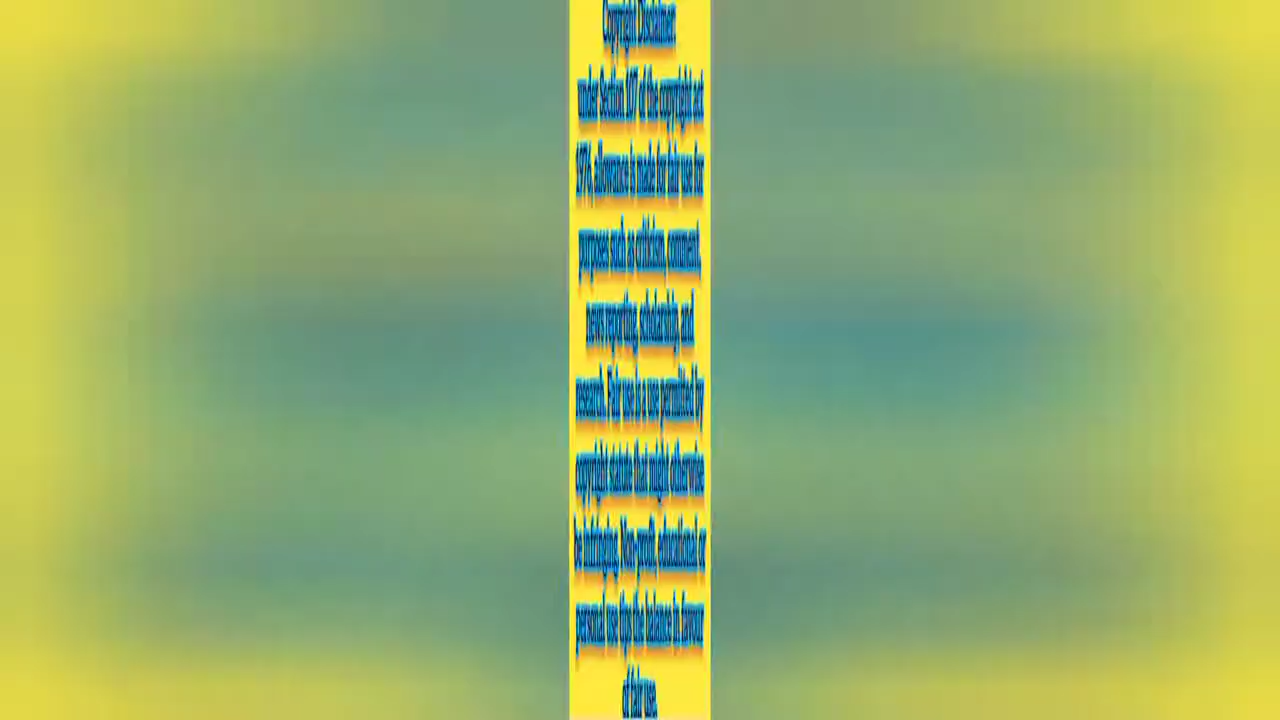 Copyright Disclaimer:
under Section 107 of the copyright act
1976, allowance is made for fair use for
purposes such as criticism, comment,
news reporting, scholarship, and
research. Fair use is a use permitted by
copyright statute that might otherwise
be infringing. Non-profit, educational or
personal use tips the balance in favour
of fair use.